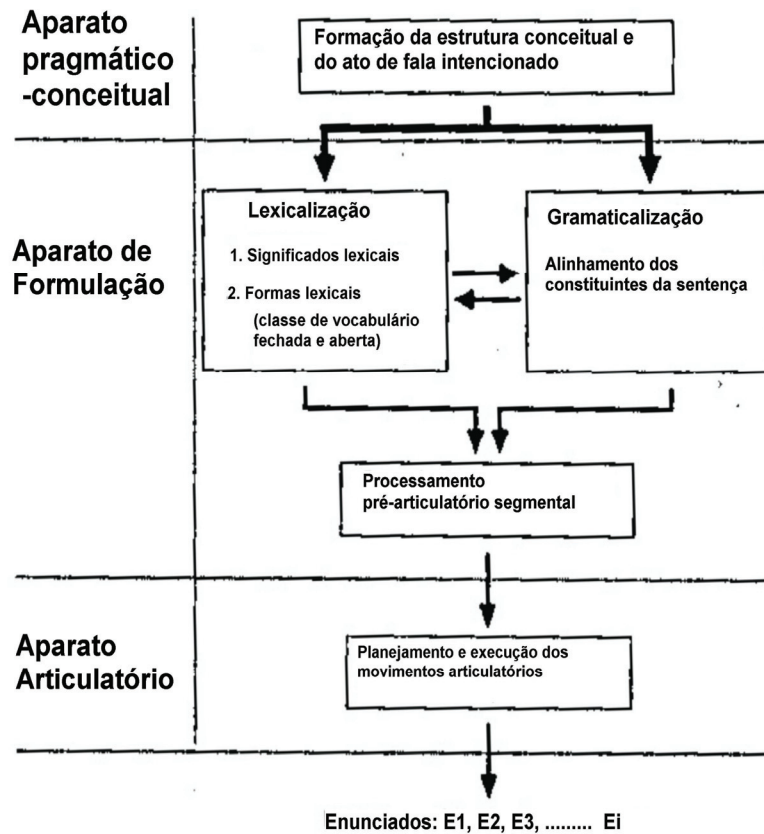 Aparato
pragmático
-conceitual
Formação da estrutura conceitual e
do ato de fala intencionado
Aparato de
Formulação
Lexicalização
1. Significados lexicais
2. Formas lexicais
(classe de vocabulário
fechada e aberta)
Gramaticalização
Alinhamento dos
constituintes da sentença
Processamento
pré-articulatório segmental
Aparato
Articulatório
Planejamento e execução dos
movimentos articulatórios
Enunciados: E1, E2, E3, ......... Ei